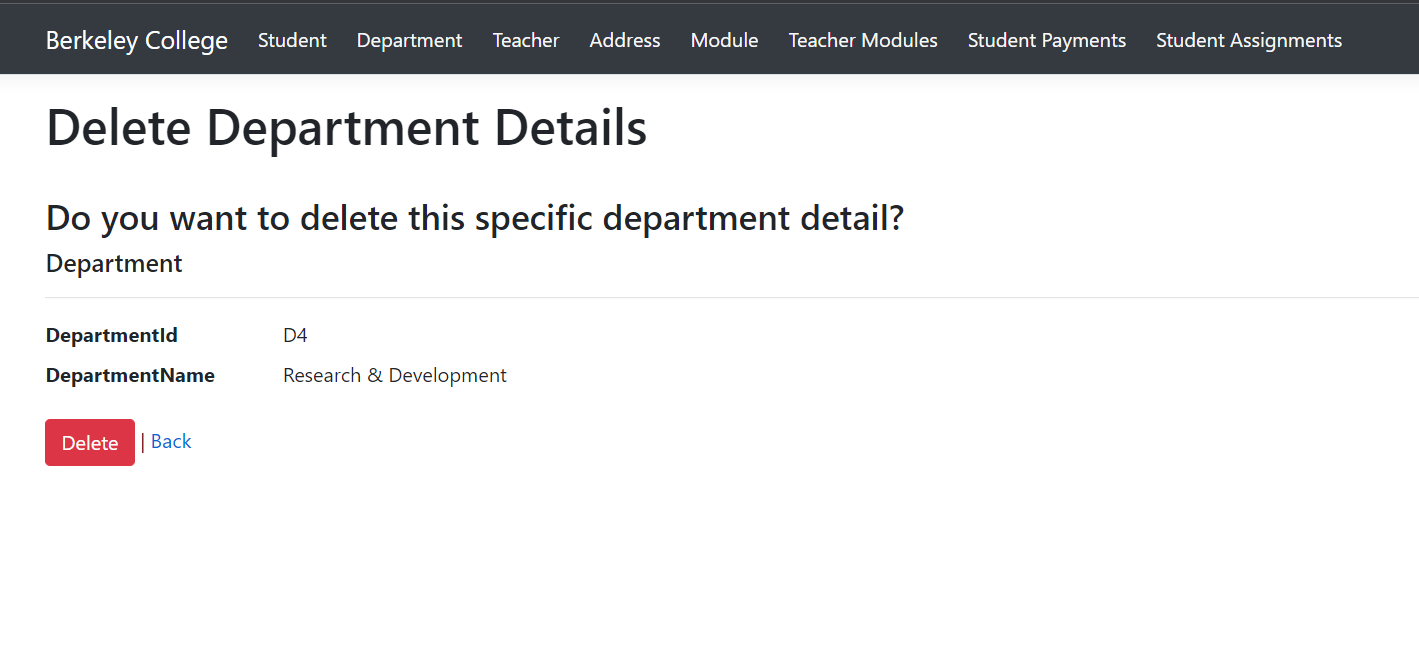 Berkeley College Student Department Teacher Address Module Teacher Modules Student Payments Student Assignments
Delete Department Details
Do you want to delete this specific department detail?
Department
DepartmentId D4
DepartmentName Research & Development
Delete | Back